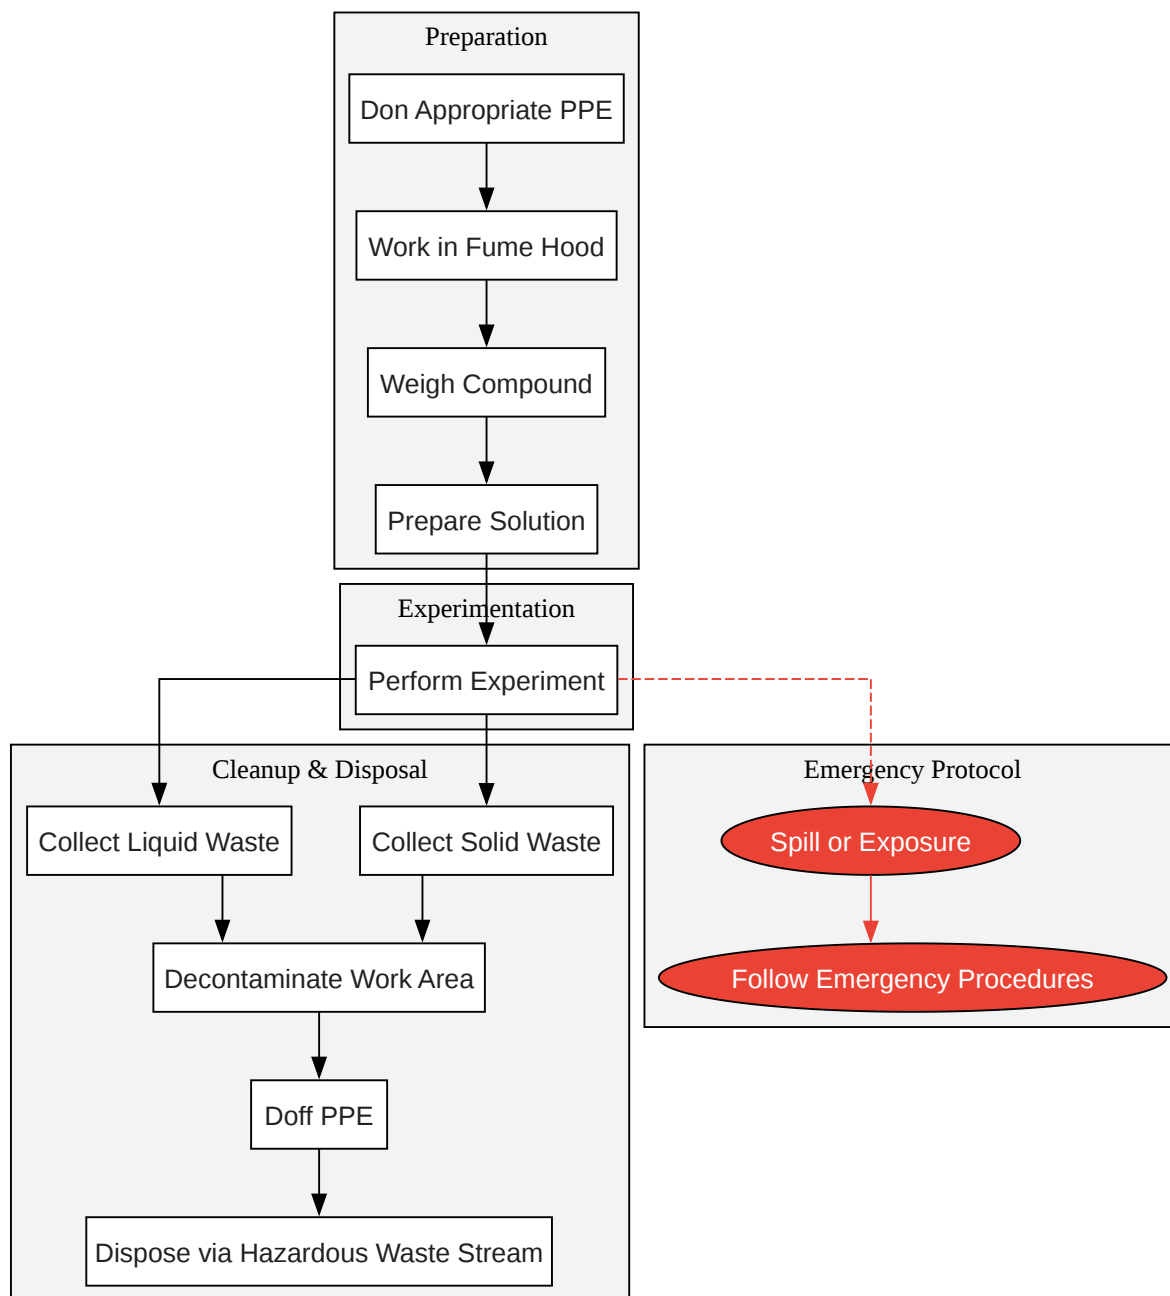 Preparation
Don Appropriate PPE
Work in Fume Hood
Weigh Compound
Prepare Solution
Experimentation
Perform Experiment
Cleanup & Disposal
Collect Liquid Waste
Collect Solid Waste
Decontaminate Work Area
Doff PPE
Dispose via Hazardous Waste Stream
Emergency Protocol
Spill or Exposure
Follow Emergency Procedures